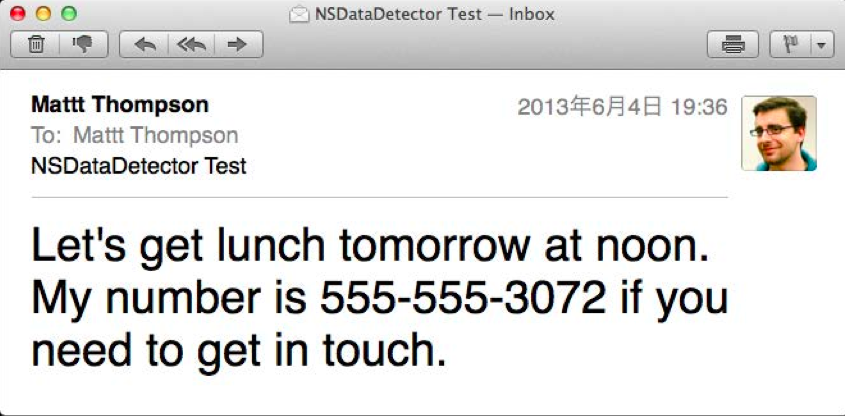 NSDataDetector Test — Inbox
Mattt Thompson
2013年6月4日 19:36
To: Mattt Thompson
NSDataDetector Test
Let's get lunch tomorrow at noon.
My number is 555-555-3072 if you
need to get in touch.